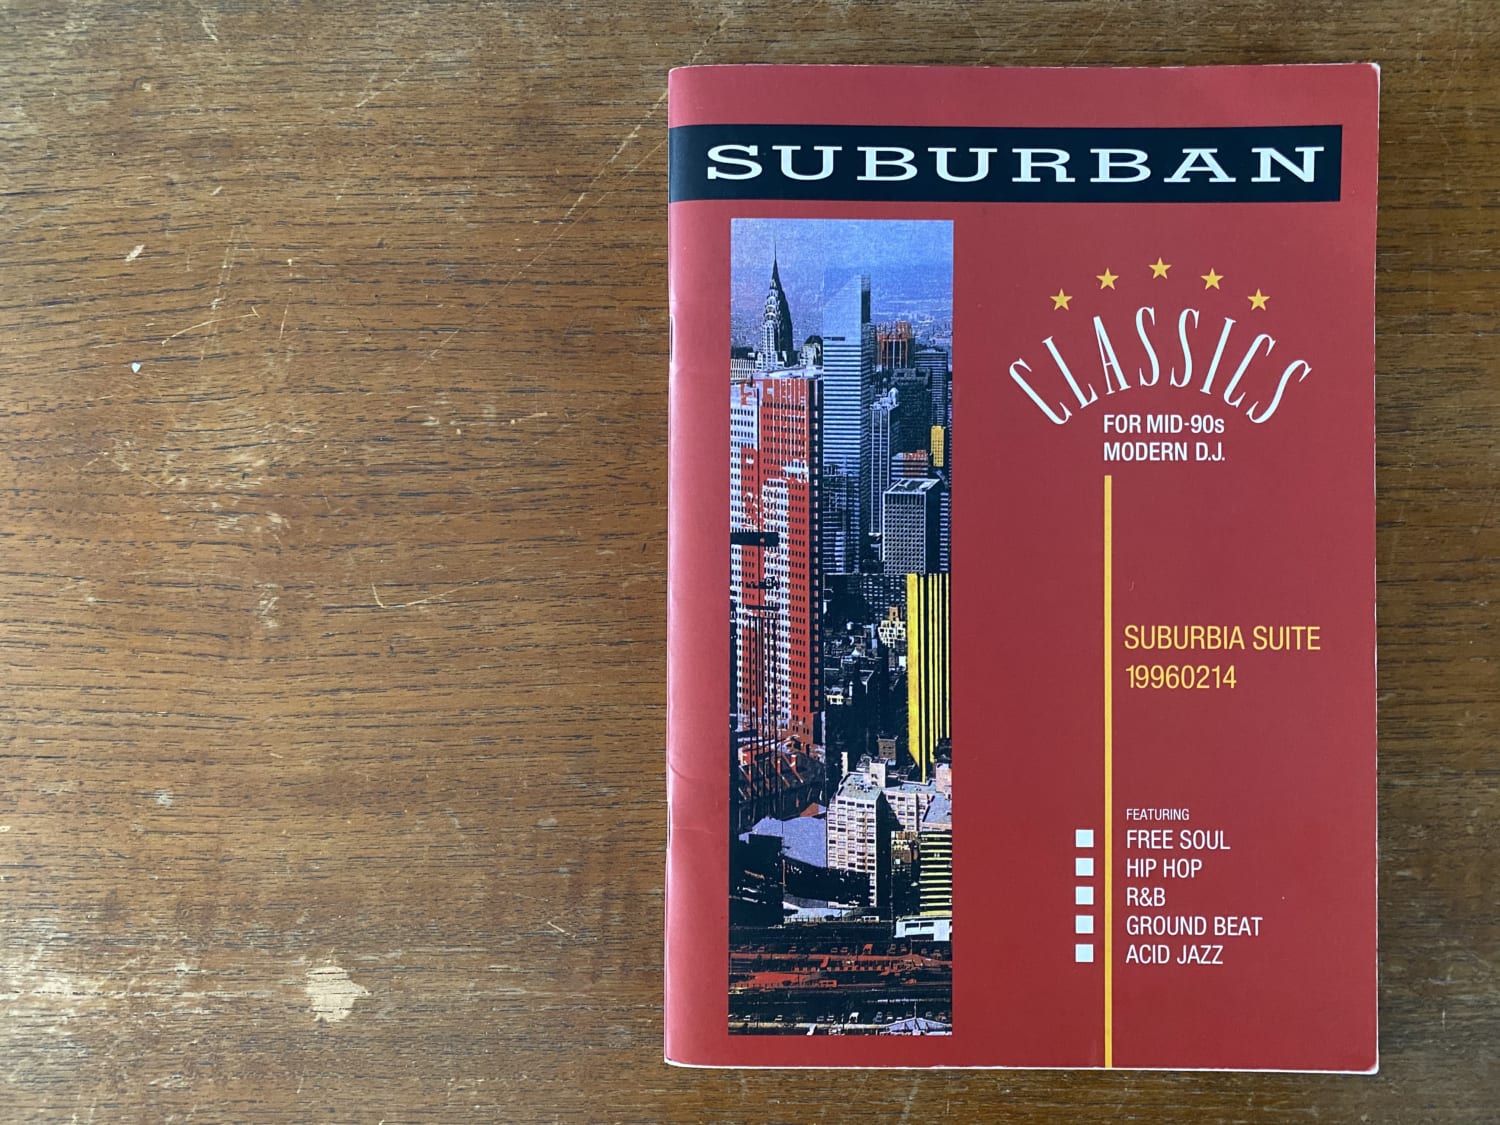 SUBURBAN
CLASSICS
FOR MID-90s
MODERN D.J.
SUBURBIA SUITE
19960214
FEATURING
FREE SOUL
HIP HOP
R&B
GROUND BEAT
ACID JAZZ